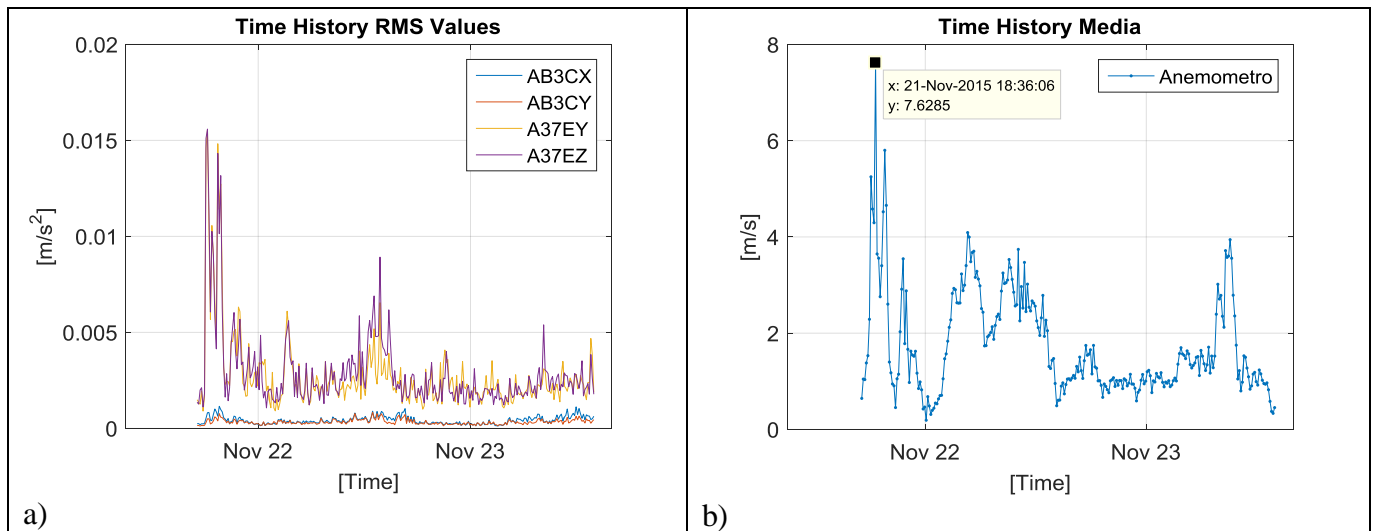 Time History RMS Values
0.02
0.015
0.01
0.005
0
[m/s²]
AB3CX
AB3CY
A37EY
A37EZ
Nov 22
Nov 23
[Time]
a)
Time History Media
8
6
4
2
0
[m/s]
x: 21-Nov-2015 18:36:06
y: 7.6285
Anemometro
Nov 22
Nov 23
[Time]
b)